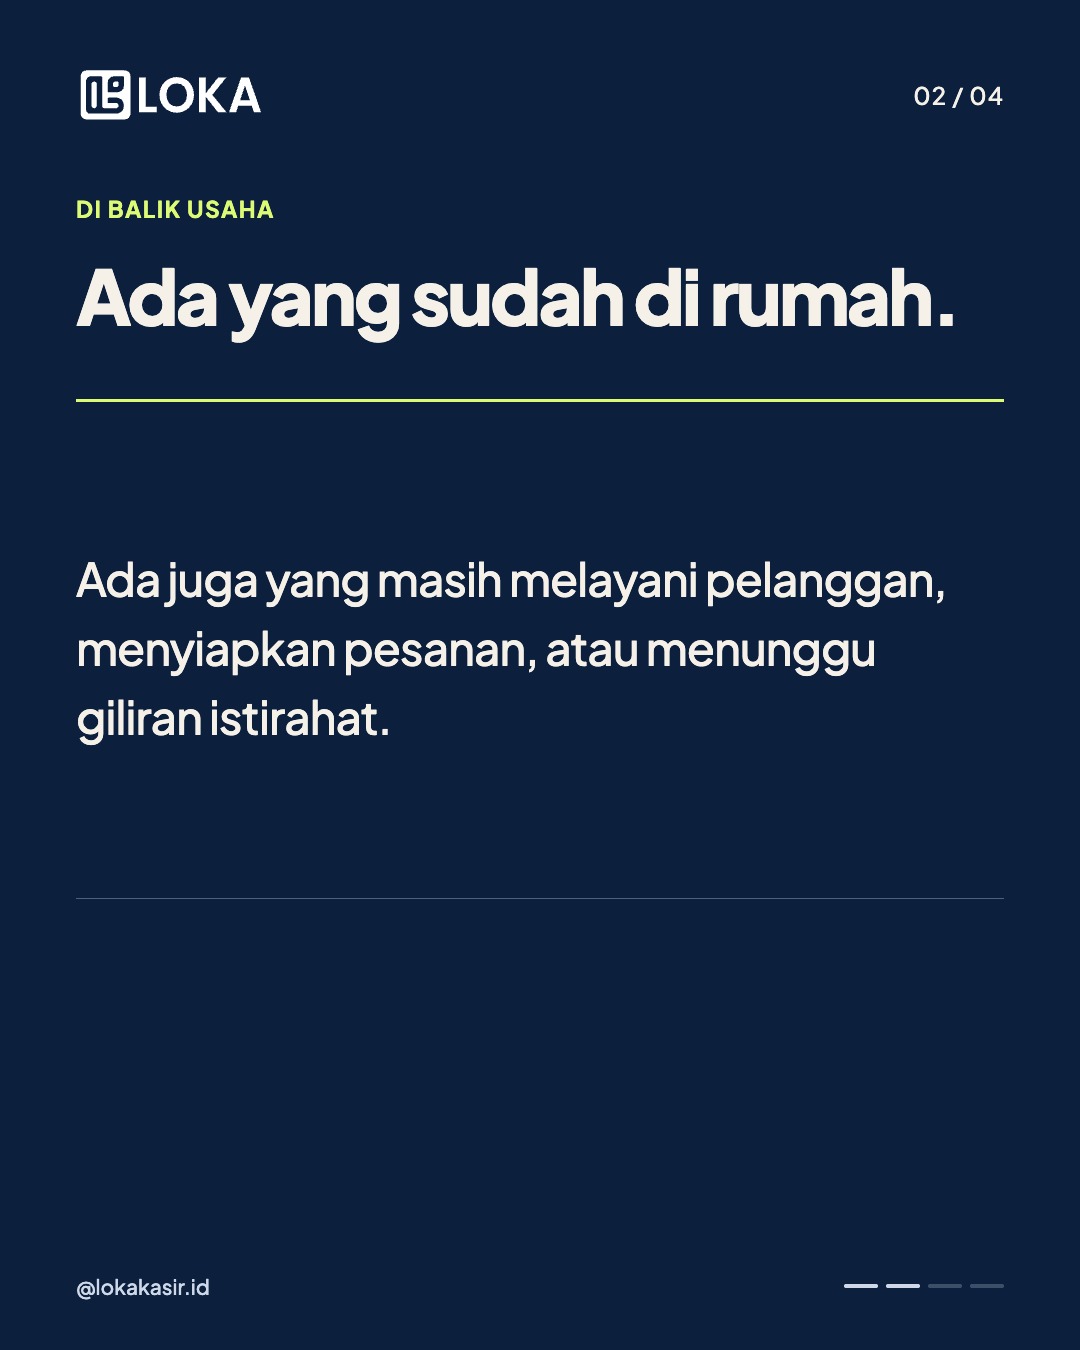 LOKA
02 / 04
DI BALIK USAHA
Ada yang sudah di rumah.
Ada juga yang masih melayani pelanggan,
menyiapkan pesanan, atau menunggu
giliran istirahat.
@lokakasir.id